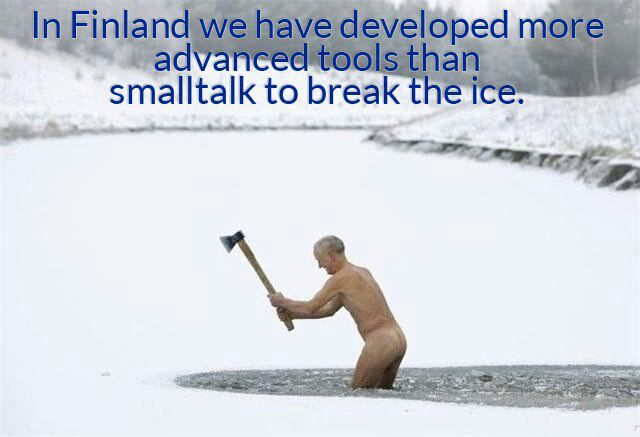 In Finland we have developed more
advanced tools than
smalltalk to break the ice.